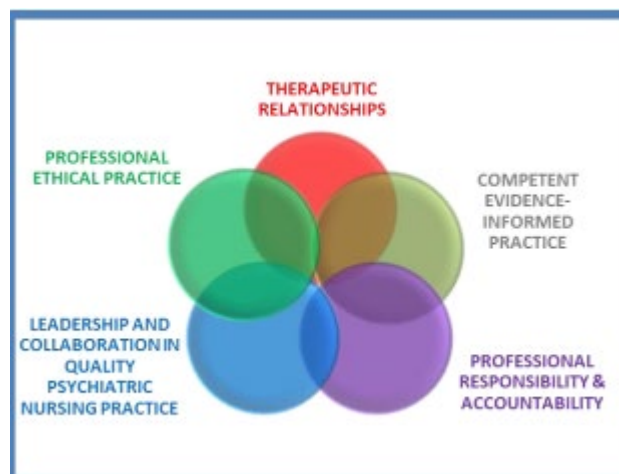 THERAPEUTIC
RELATIONSHIPS
PROFESSIONAL
ETHICAL PRACTICE
COMPETENT
EVIDENCE-
INFORMED
PRACTICE
LEADERSHIP AND
COLLABORATION IN
QUALITY
PSYCHIATRIC
NURSING PRACTICE
PROFESSIONAL
RESPONSIBILITY &
ACCOUNTABILITY